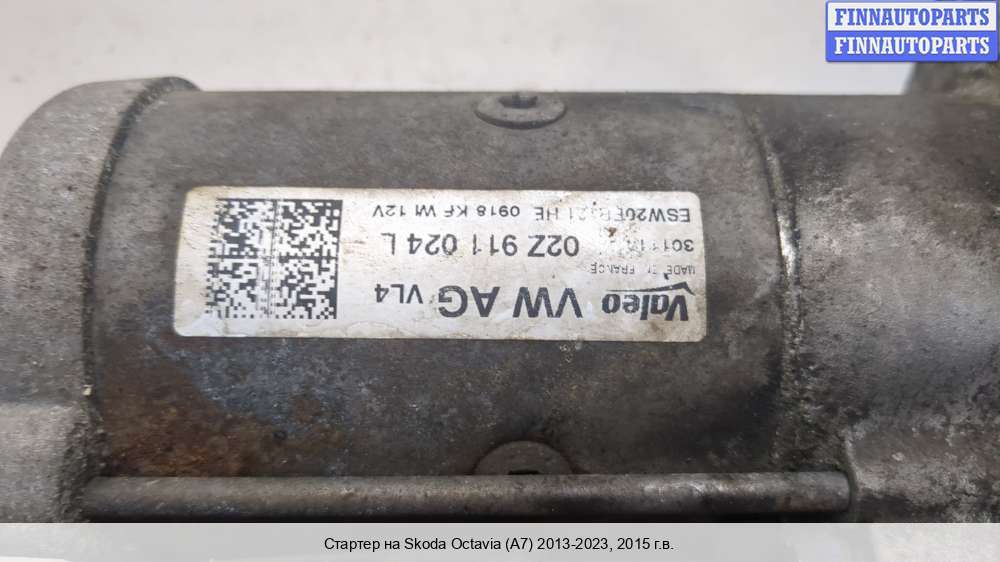 FINNAUTOPARTS
FINNAUTOPARTS
Valeo VW AG VL4
MADE IN FRANCE
02Z 911 024 L
HE 0918 KF WI 12V
Стартер на Skoda Octavia (A7) 2013-2023, 2015 г.в.